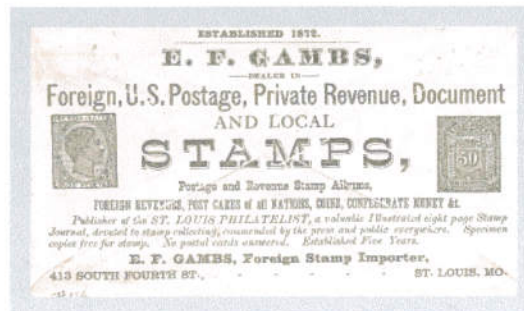 ESTABLISHED 1872.
E. F. GAMBS,
DEALER IN
Foreign, U.S. Postage, Private Revenue, Document
AND LOCAL
STAMPS,
50
Postage and Revenue Stamp Albums,
FOREIGN REVENUES, POST CARDS of all NATIONS, COINS, CONFEDERATE MONEY &c.
Publisher of the ST. LOUIS PHILATELIST, a valuable Illustrated eight page Stamp
Journal, devoted to stamp collecting, commended by the press and public everywhere. Specimen
copies free for stamp. No postal cards answered. Established Five Years.
E. F. GAMBS, Foreign Stamp Importer,
413 SOUTH FOURTH ST., - - - - - ST. LOUIS, MO.